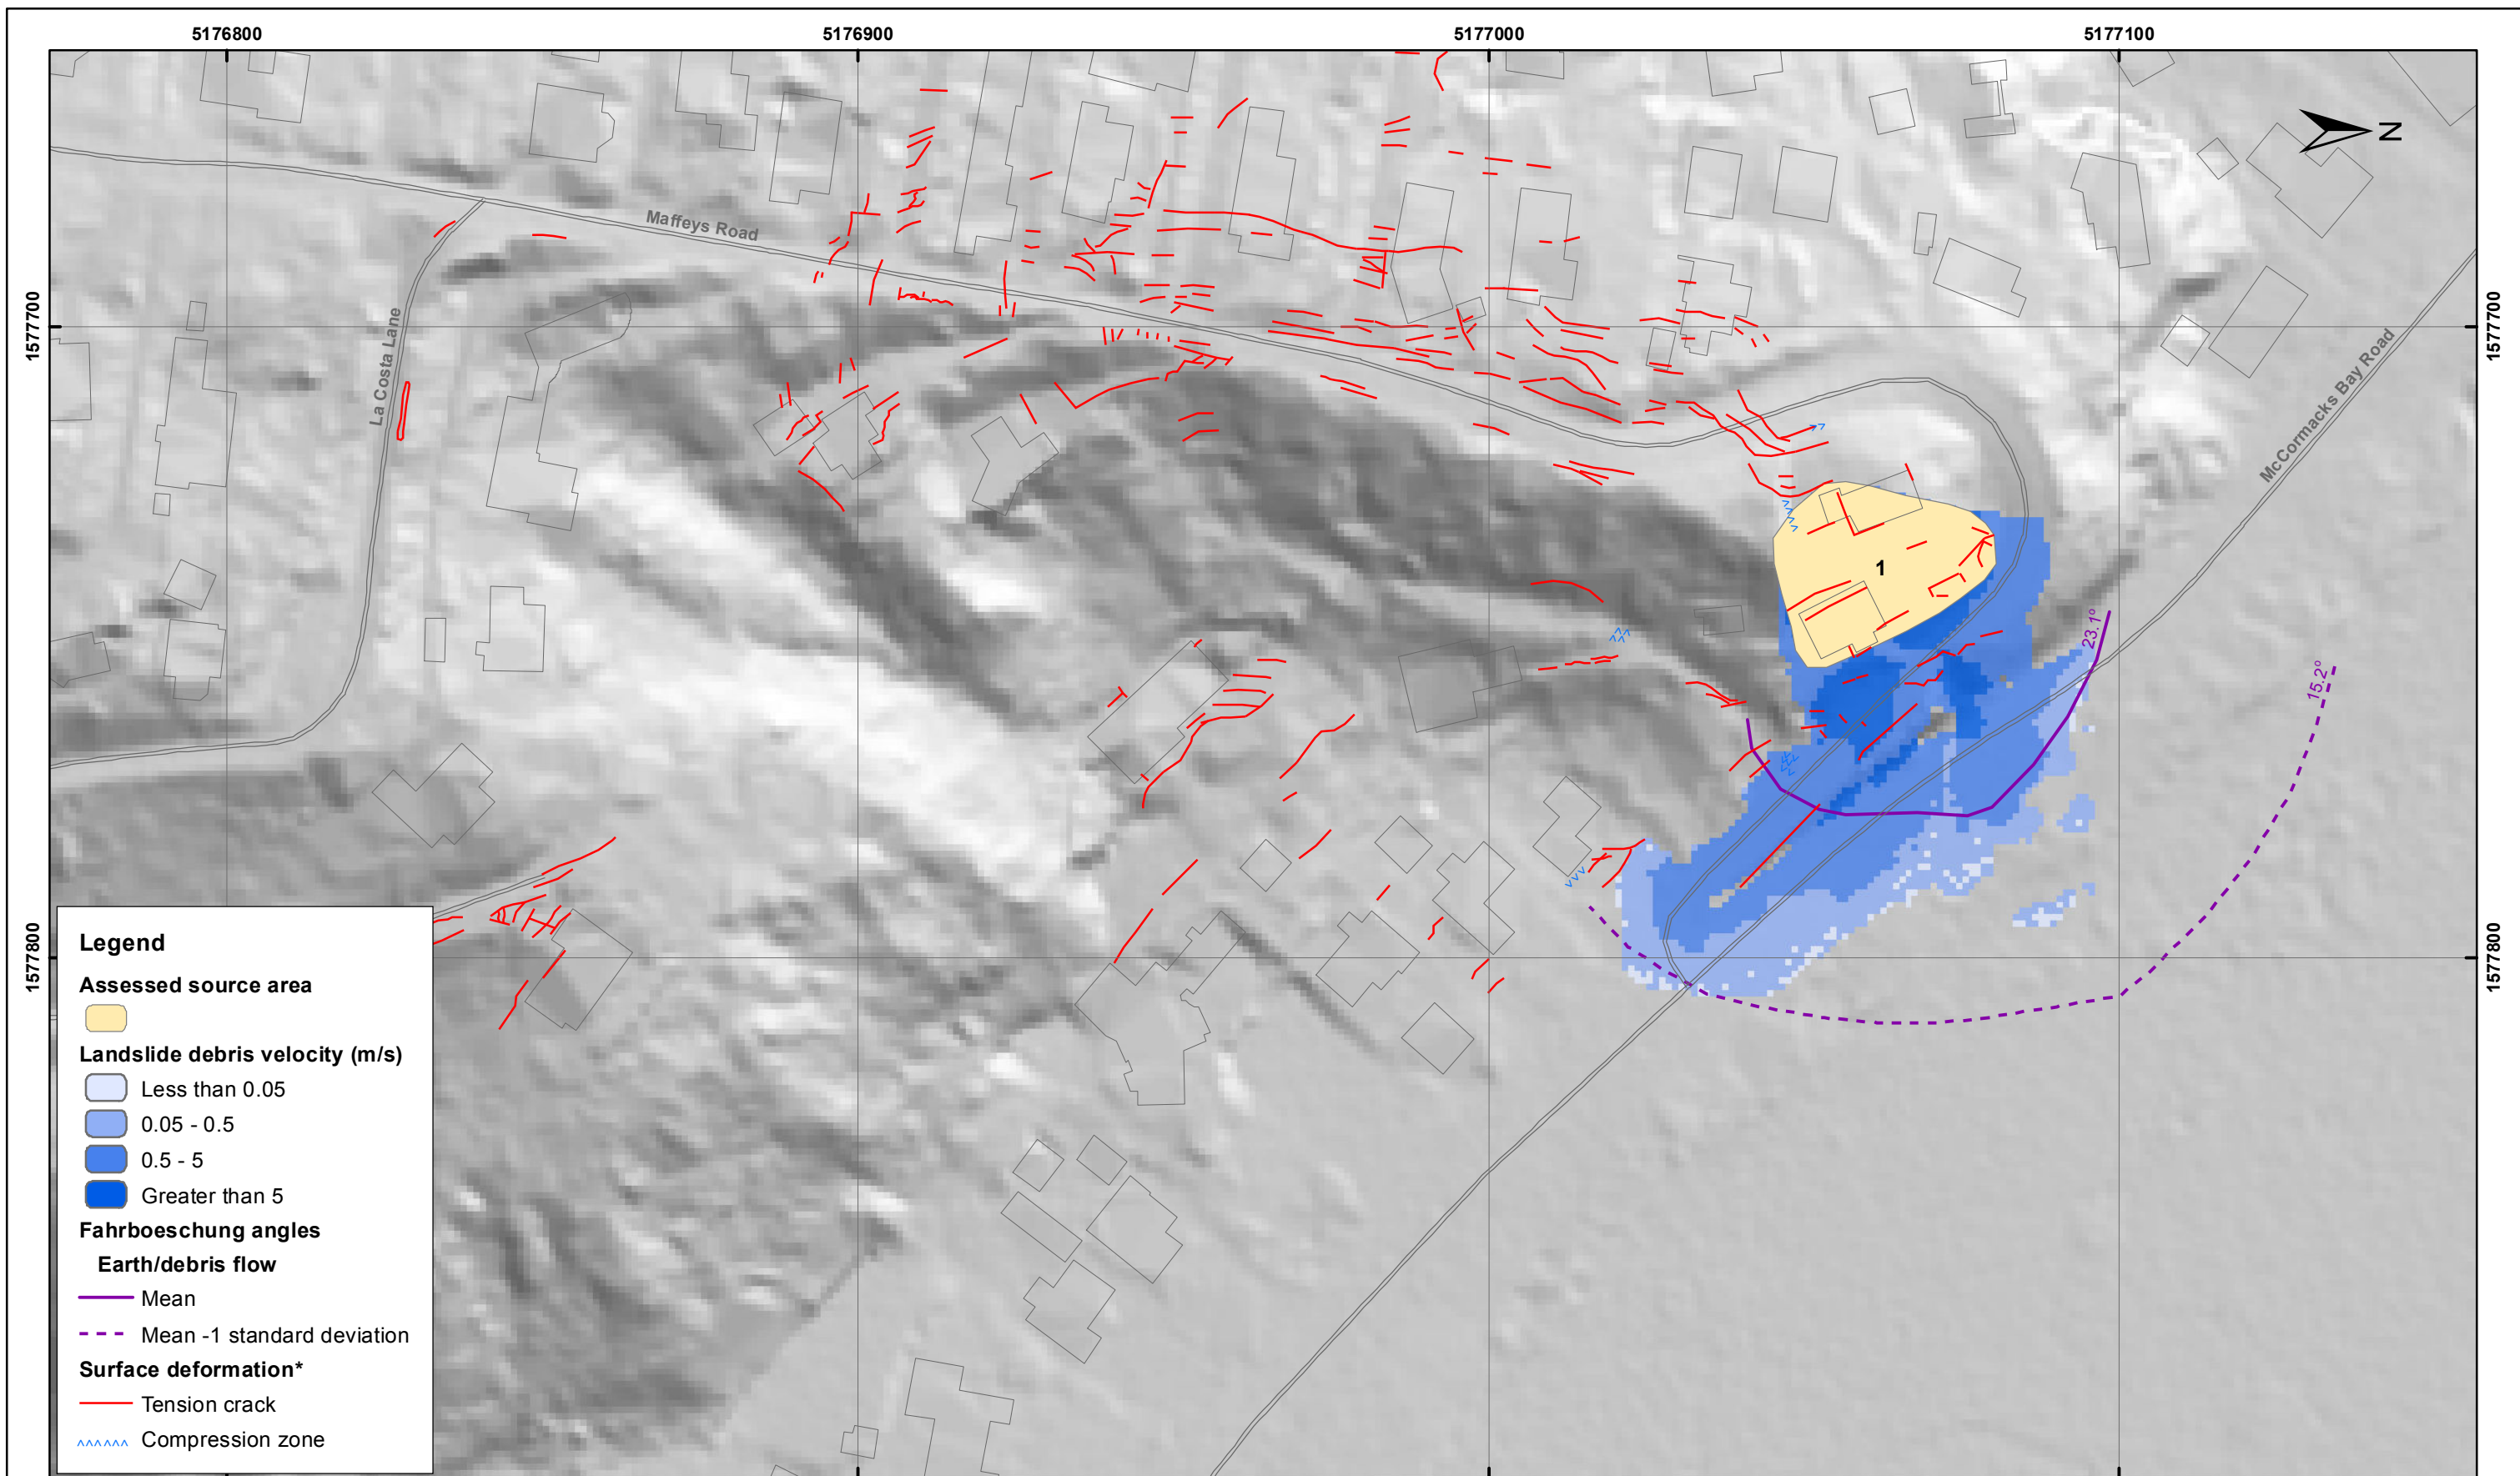 5176800
5176900
5177000
5177100
N
Maffeys Road
La Costa Lane
1577700
1577700
McCormacks Bay Road
1
23.1°
15.2°
1577800
1577800
Legend
Assessed source area
Landslide debris velocity (m/s)
Less than 0.05
0.05 - 0.5
0.5 - 5
Greater than 5
Fahrboeschung angles
Earth/debris flow
Mean
Mean -1 standard deviation
Surface deformation*
Tension crack
Compression zone